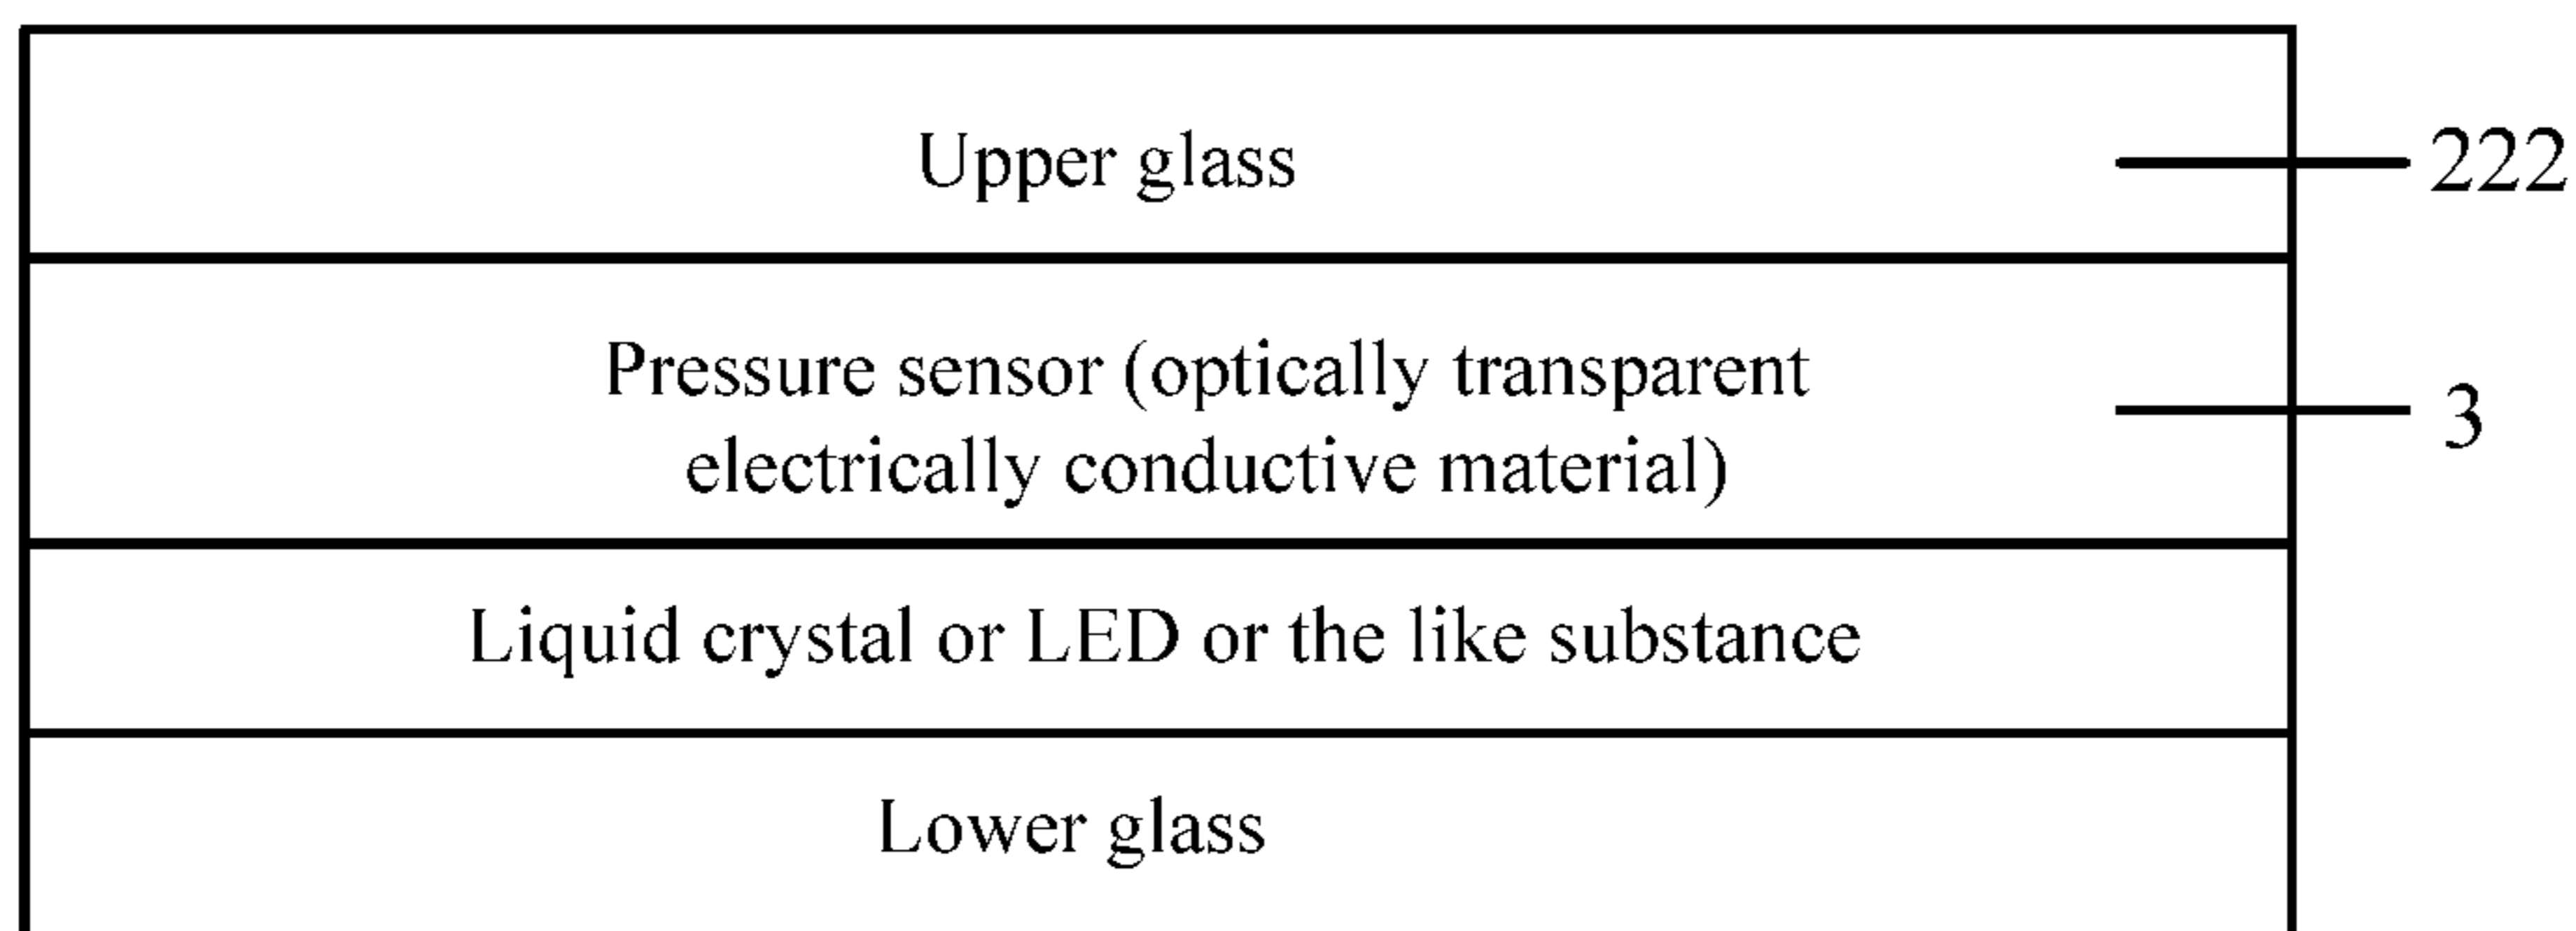 Upper glass
222
Pressure sensor (optically transparent
electrically conductive material)
3
Liquid crystal or LED or the like substance
Lower glass